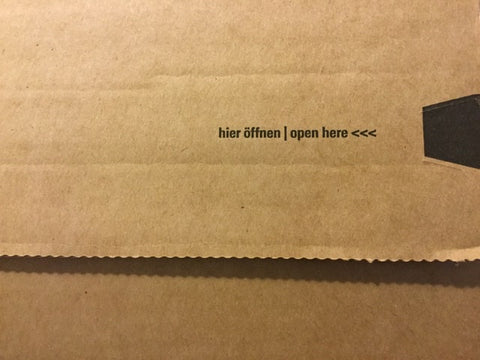 hier öffnen | open here <<<